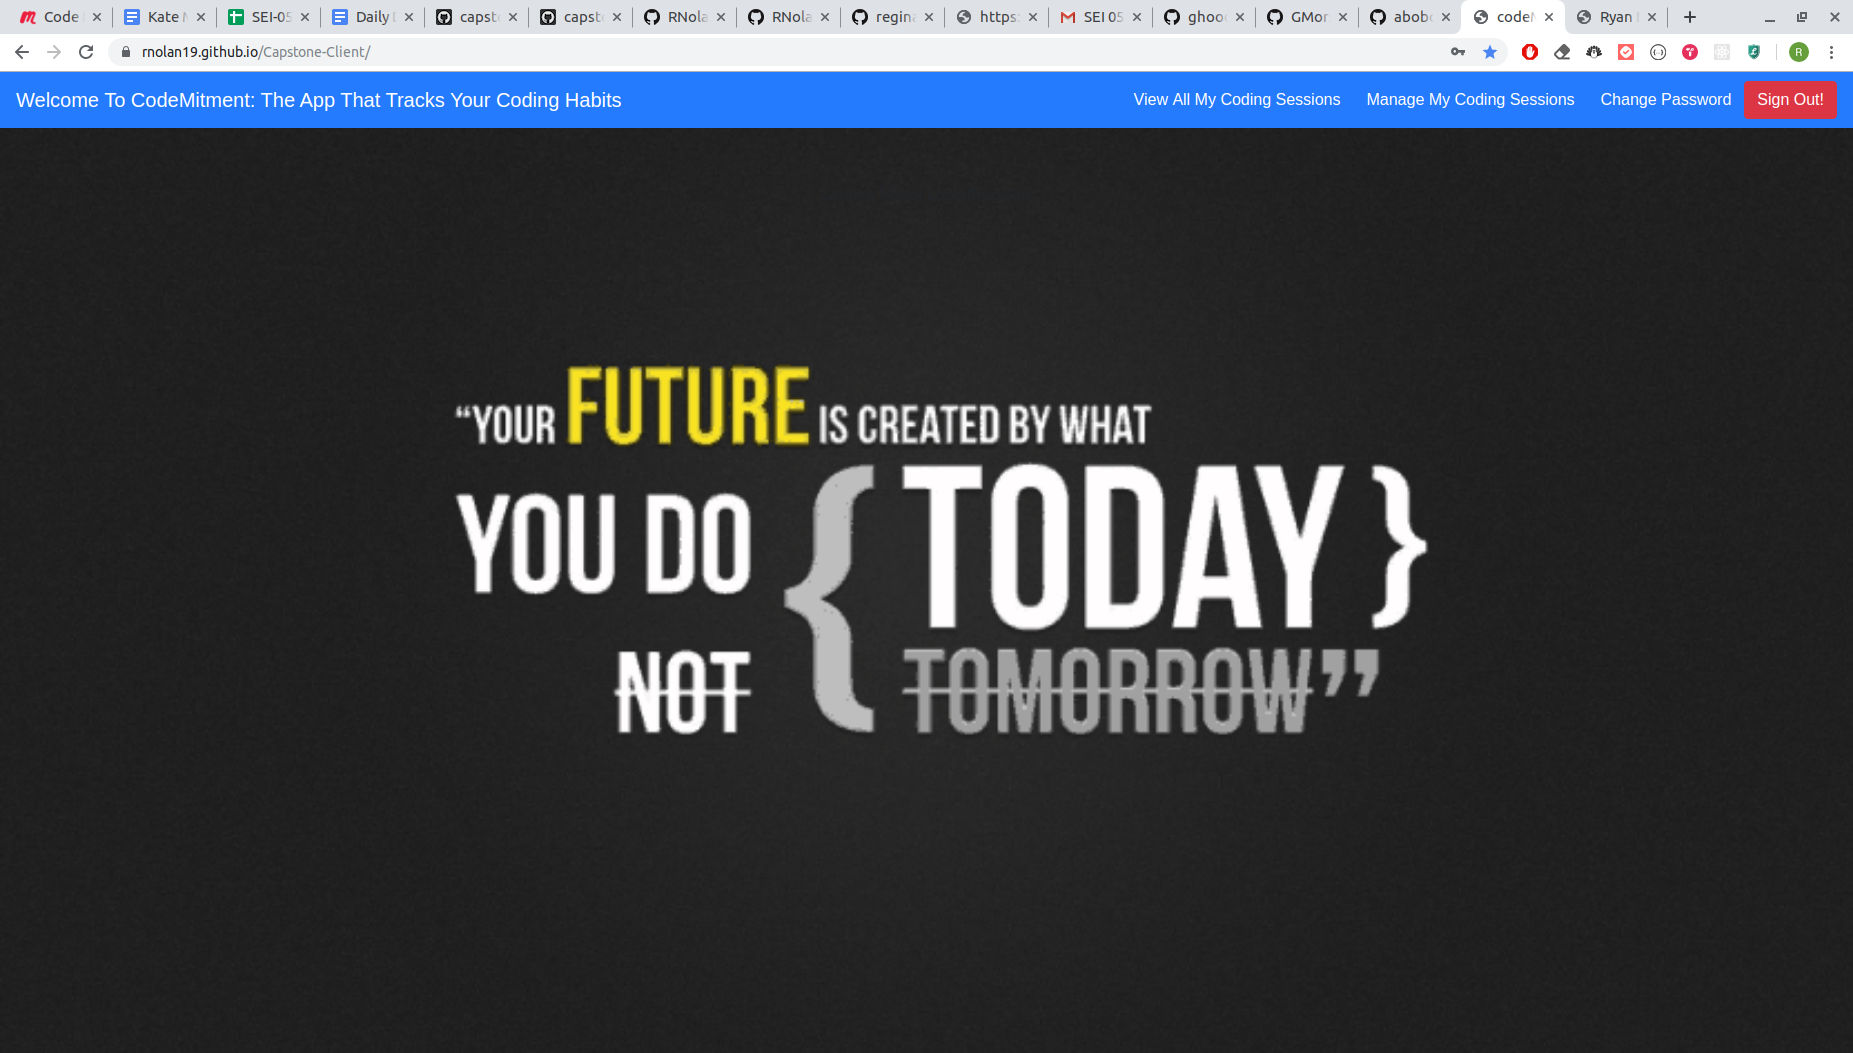 Code
Kate
SEI-05
Daily
capst
capst
RNola
RNola
regina
https:
SEI 05
ghoo
GMor
abob
code
Ryan
rnolan19.github.io/Capstone-Client/
R
Welcome To CodeMitment: The App That Tracks Your Coding Habits
View All My Coding Sessions
Manage My Coding Sessions
Change Password
Sign Out!
“YOUR FUTURE IS CREATED BY WHAT
YOU DO { TODAY }
NOT TOMORROW”